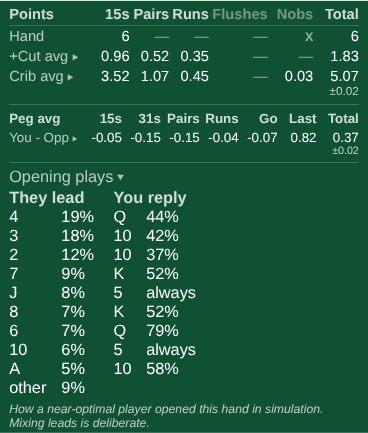 Points 15s Pairs Runs Flushes Nobs Total
Hand 6 — — — x 6
+Cut avg ▸ 0.96 0.52 0.35 — — 1.83
Crib avg ▸ 3.52 1.07 0.45 — 0.03 5.07
±0.02
Peg avg 15s 31s Pairs Runs Go Last Total
You - Opp ▸ -0.05 -0.15 -0.15 -0.04 -0.07 0.82 0.37
±0.02
Opening plays ▾
They lead You reply
4 19% Q 44%
3 18% 10 42%
2 12% 10 37%
7 9% K 52%
J 8% 5 always
8 7% K 52%
6 7% Q 79%
10 6% 5 always
A 5% 10 58%
other 9%
How a near-optimal player opened this hand in simulation.
Mixing leads is deliberate.